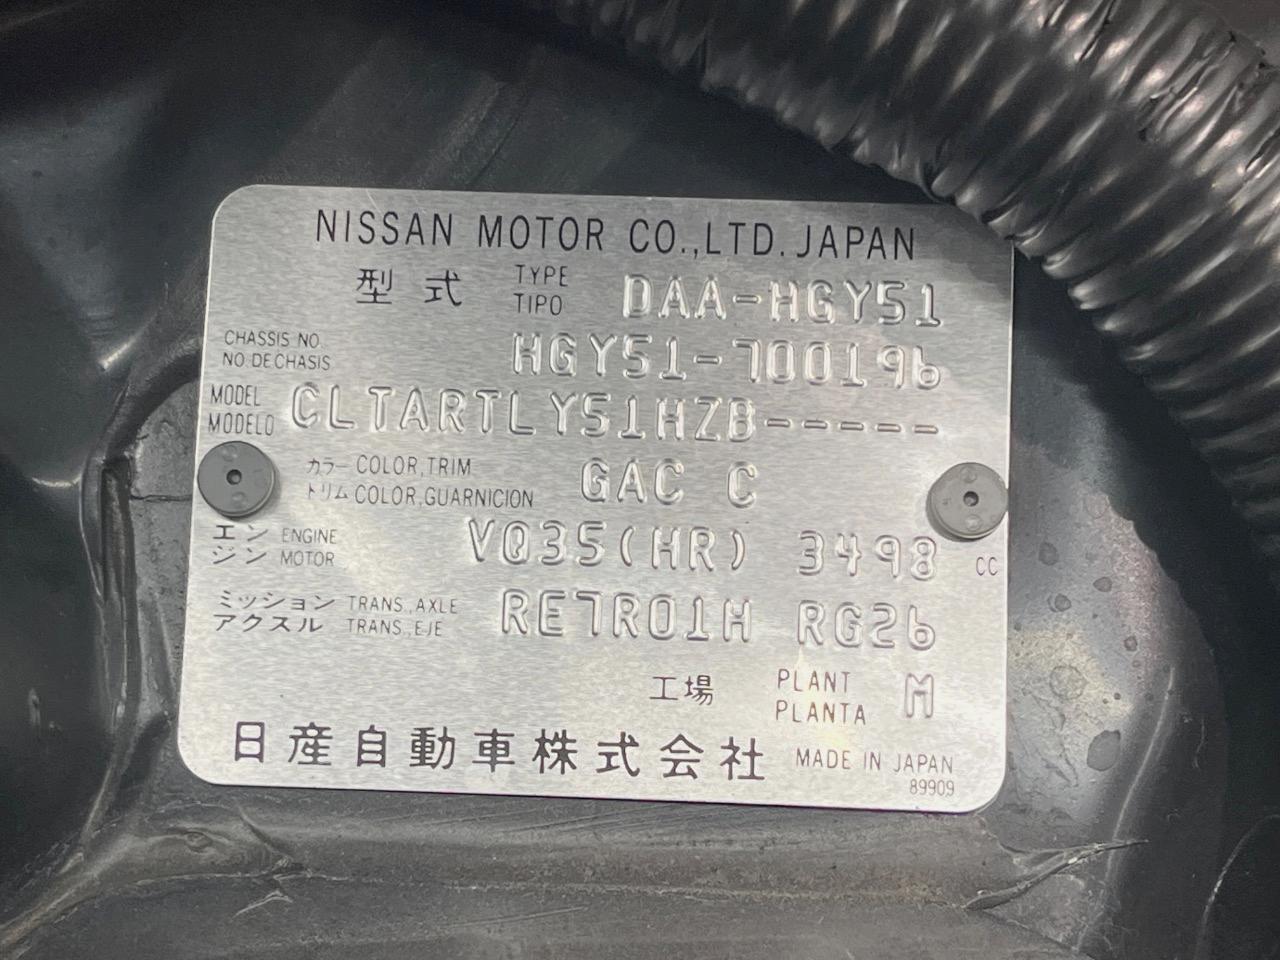 NISSAN MOTOR CO.,LTD. JAPAN
型式 TYPE TIPO DAA-HGY51
CHASSIS NO. NO. DE CHASIS HGY51-700196
MODEL MODELO CLTARTLY51HZB-----
カラー COLOR,TRIM GAC C
トリム COLOR,GUARNICION
エン ENGINE VQ35(HR) 3498 CC
ジン MOTOR
ミッション TRANS.,AXLE RE7R01H RG26
アクスル TRANS.,EJE
工場 PLANT PLANTA M
日産自動車株式会社 MADE IN JAPAN
89909